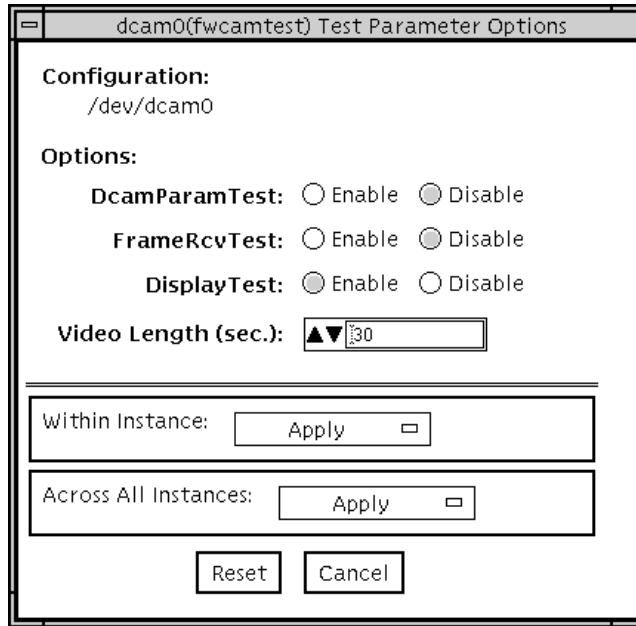 dcam0(fwcamtest) Test Parameter Options
Configuration:
/dev/dcam0
Options:
DcamParamTest: Enable Disable
FrameRcvTest: Enable Disable
DisplayTest: Enable Disable
Video Length (sec.): 30
Within Instance: Apply
Across All Instances: Apply
Reset Cancel